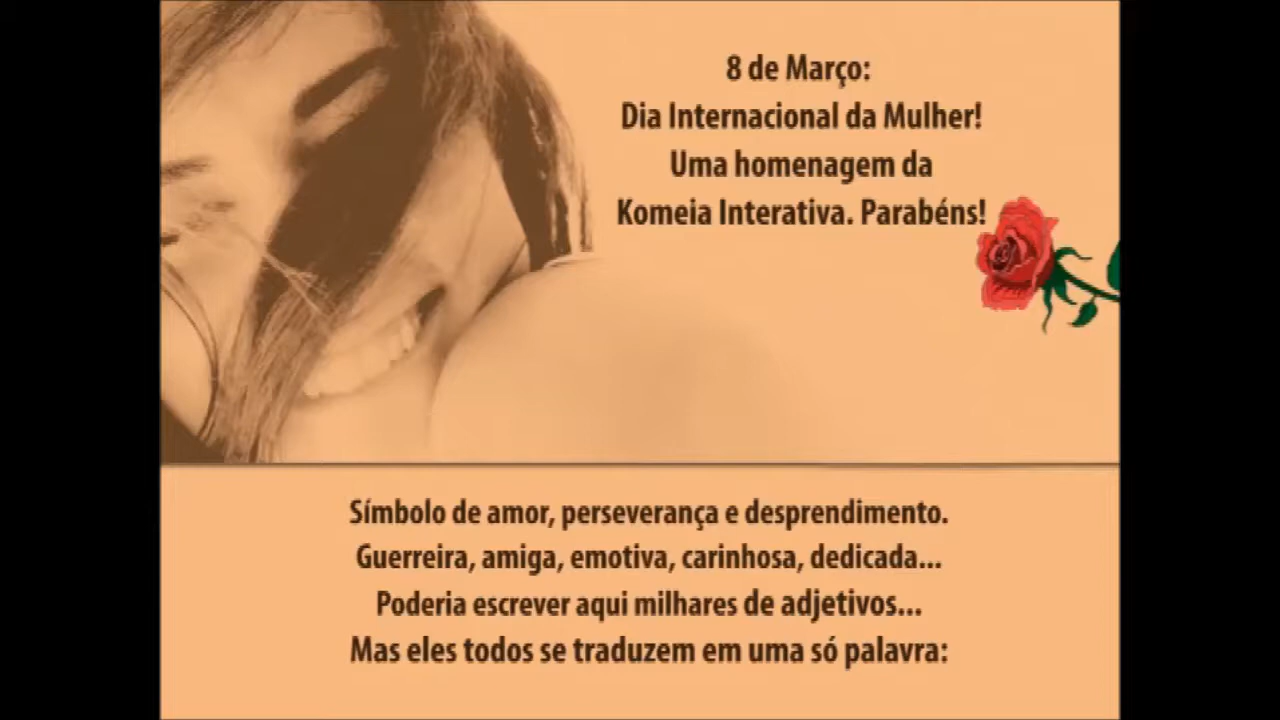 8 de Março:
Dia Internacional da Mulher!
Uma homenagem da
Komeia Interativa. Parabéns!
Símbolo de amor, perseverança e desprendimento.
Guerreira, amiga, emotiva, carinhosa, dedicada...
Poderia escrever aqui milhares de adjetivos...
Mas eles todos se traduzem em uma só palavra: